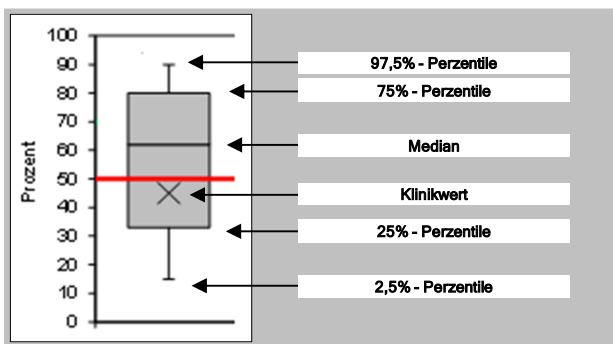 Prozent
100
90
80
70
60
50
40
30
20
10
0
97,5% - Perzentile
75% - Perzentile
Median
Klinikwert
25% - Perzentile
2,5% - Perzentile